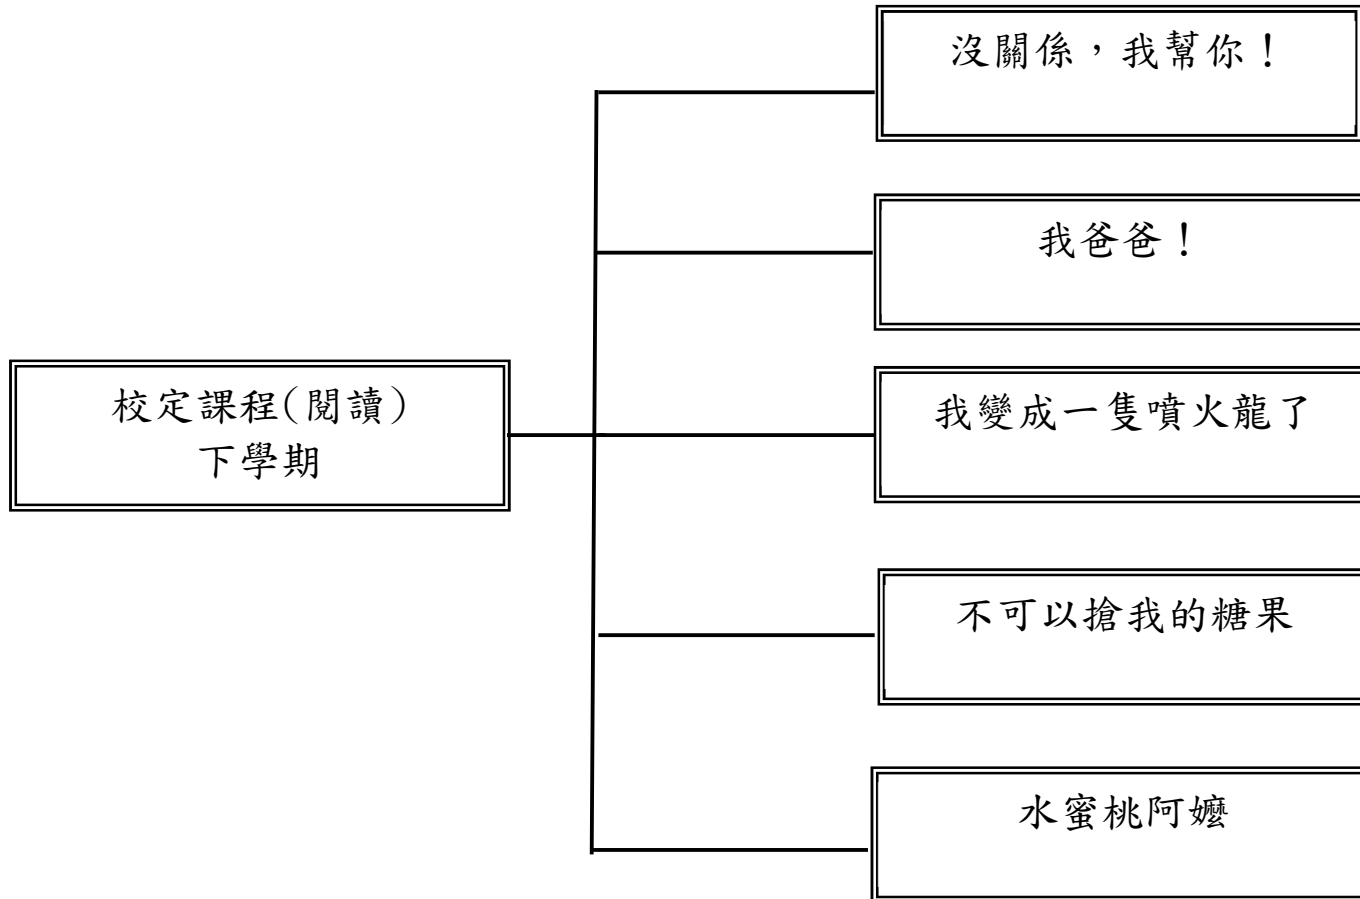 校定課程(閱讀)
下學期
沒關係，我幫你！
我爸爸！
我變成一隻噴火龍了
不可以搶我的糖果
水蜜桃阿嬤